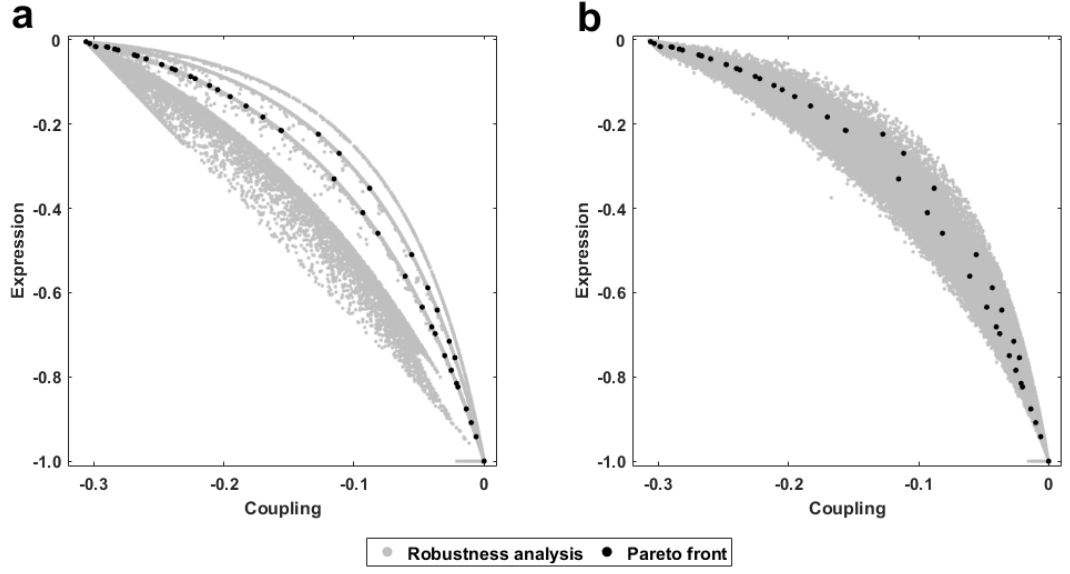 a
0
-0.2
-0.4
-0.6
-0.8
-1.0
Expression
-0.3 -0.2 -0.1 0
Coupling
b
0
-0.2
-0.4
-0.6
-0.8
-1.0
Expression
-0.3 -0.2 -0.1 0
Coupling
Robustness analysis Pareto front